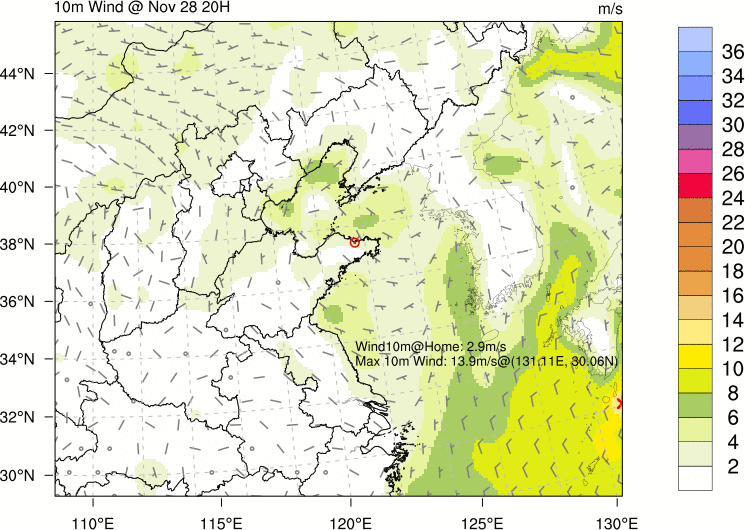 10m Wind @ Nov 28 20H
m/s
44°N
42°N
40°N
38°N
36°N
34°N
32°N
30°N
Wind10m@Home: 2.9m/s
Max 10m Wind: 13.9m/s@(131.11E, 30.06N)
110°E
115°E
120°E
125°E
130°E
36
34
32
30
28
26
24
22
20
18
16
14
12
10
8
6
4
2